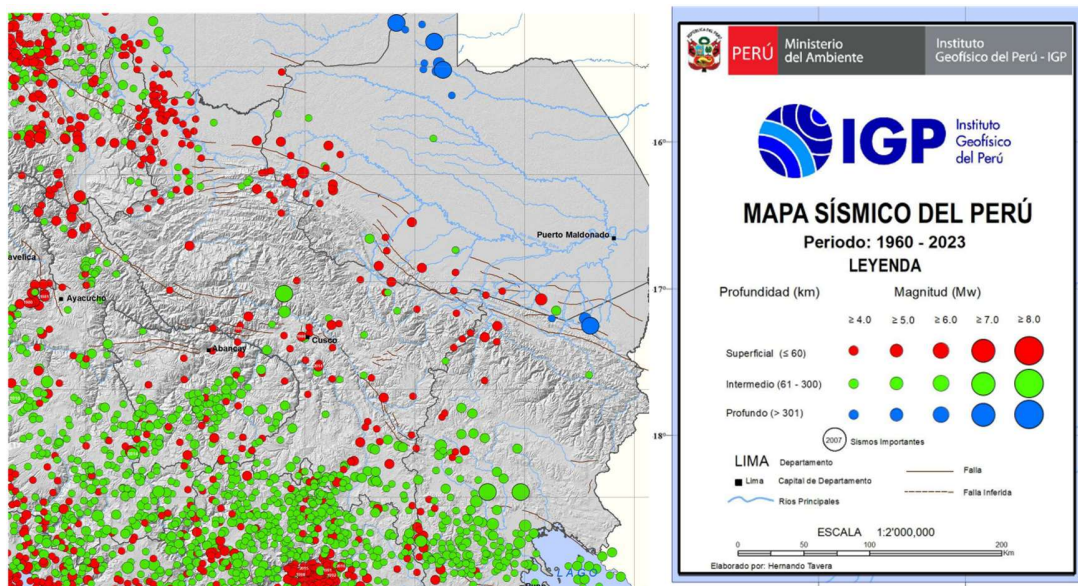 Puerto Maldonado
avelica
Ayacucho
Abancay
Cusco
LAGO
16°
17°
18°
PERÚ
Ministerio
del Ambiente
Instituto
Geofísico del Perú - IGP
IGP
Instituto
Geofísico
del Perú
MAPA SÍSMICO DEL PERÚ
Periodo: 1960 - 2023
LEYENDA
Profundidad (km) Magnitud (Mw)
≥ 4.0 ≥ 5.0 ≥ 6.0 ≥ 7.0 ≥ 8.0
Superficial (≤ 60)
Intermedio (61 - 300)
Profundo (> 301)
2007 Sismos Importantes
LIMA Departamento Falla
Lima Capital de Departamento
Ríos Principales Falla Inferida
ESCALA 1:2'000,000
0 50 100 200
Km
Elaborado por: Hernando Tavera